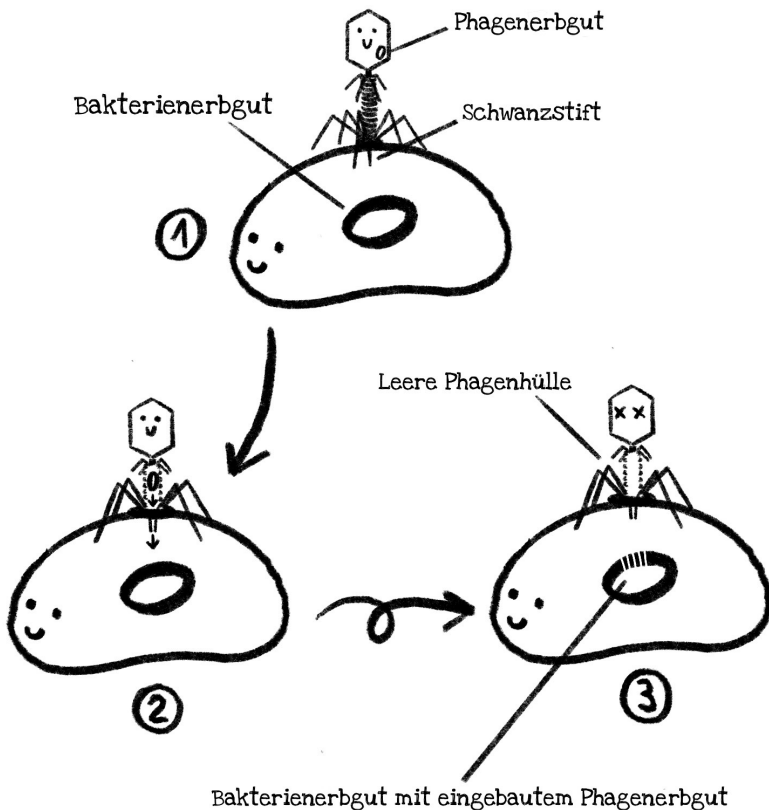 Phagenerbgut
Bakterienerbgut
Schwanzstift
1
Leere Phagenhülle
2
3
Bakterienerbgut mit eingebautem Phagenerbgut